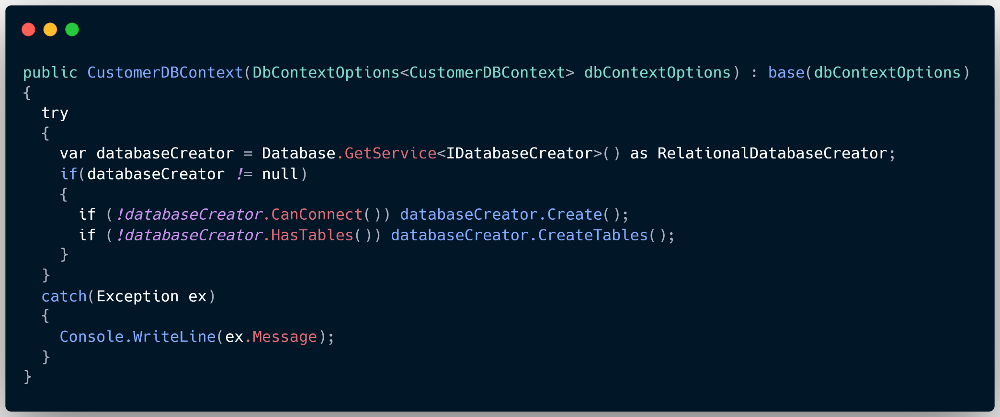 public CustomerDBContext(DbContextOptions<CustomerDBContext> dbContextOptions) : base(dbContextOptions)
{
  try
  {
    var databaseCreator = Database.GetService<IDatabaseCreator>() as RelationalDatabaseCreator;
    if(databaseCreator != null)
    {
      if (!databaseCreator.CanConnect()) databaseCreator.Create();
      if (!databaseCreator.HasTables()) databaseCreator.CreateTables();
    }
  }
  catch(Exception ex)
  {
    Console.WriteLine(ex.Message);
  }
}